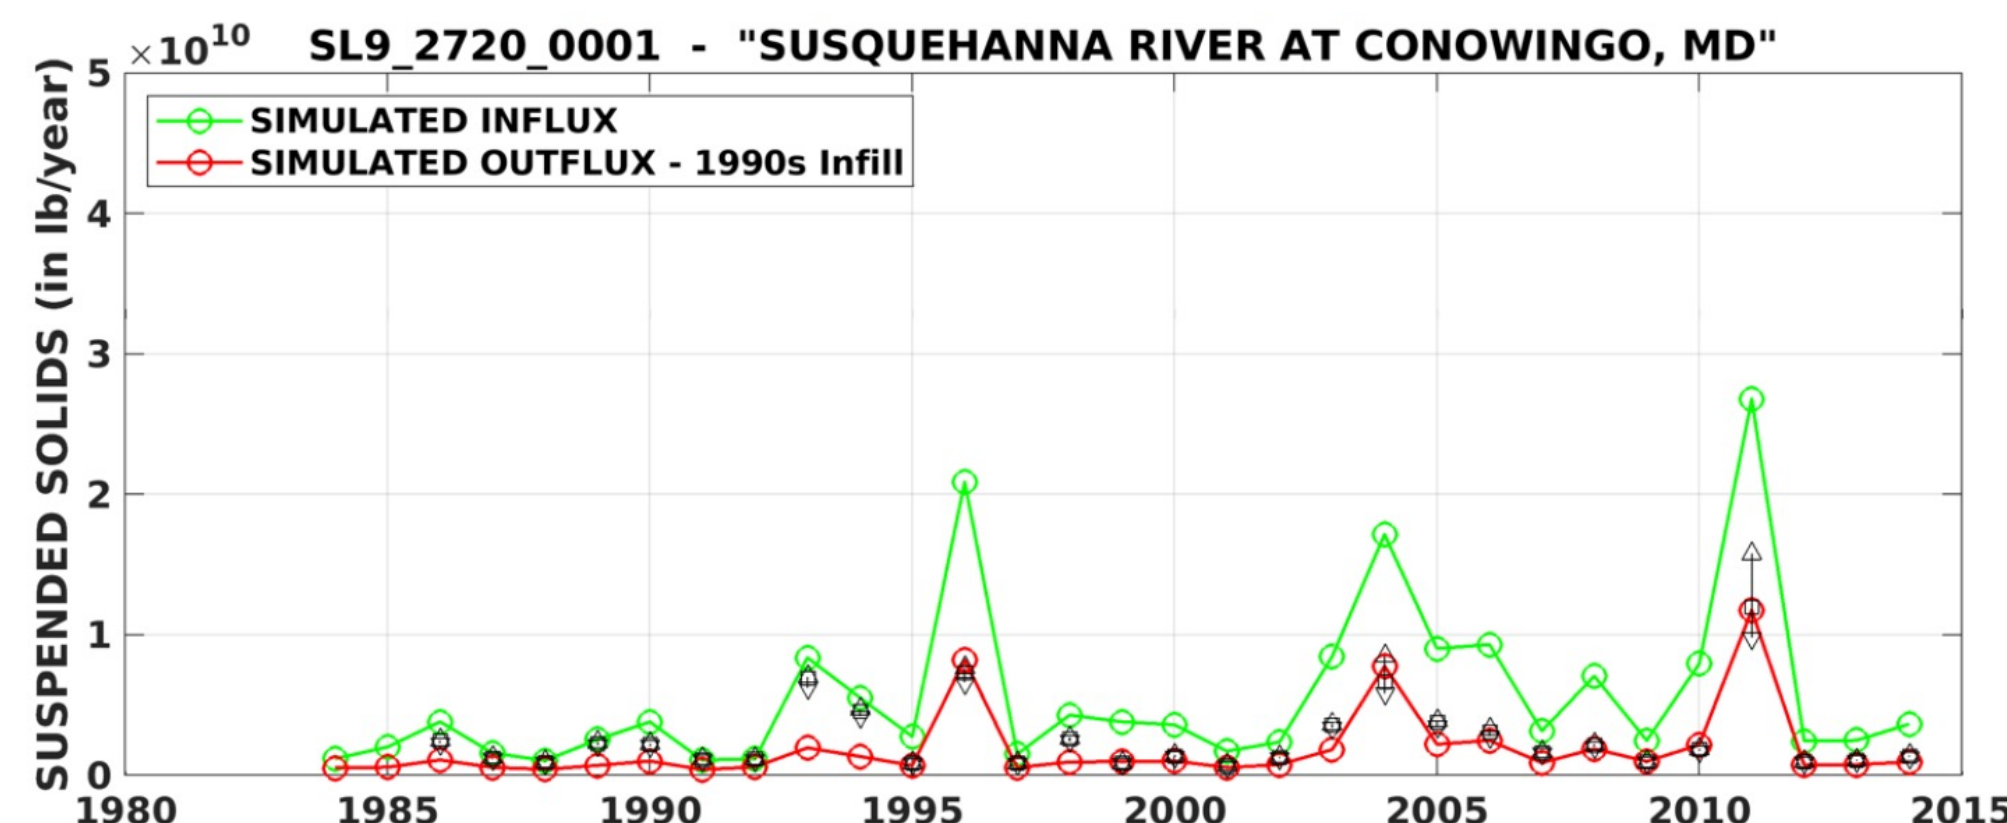 ×10^10
SL9_2720_0001 - "SUSQUEHANNA RIVER AT CONOWINGO, MD"
SUSPENDED SOLIDS (in lb/year)
5
4
3
2
1
0
SIMULATED INFLUX
SIMULATED OUTFLUX - 1990s Infill
1980 1985 1990 1995 2000 2005 2010 2015